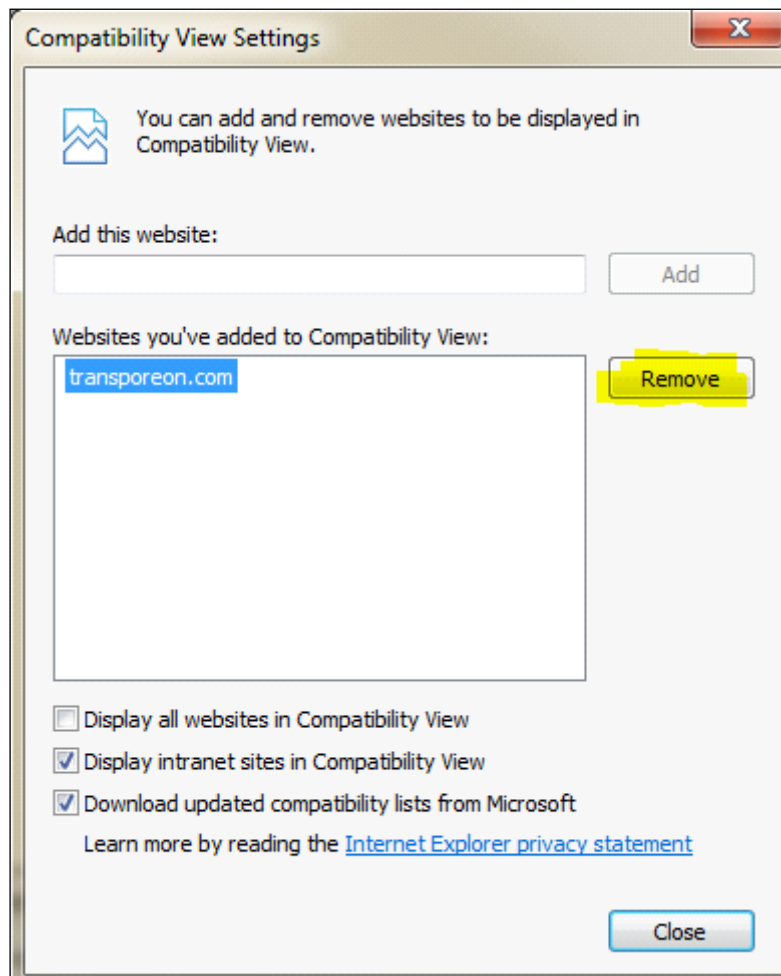 Compatibility View Settings
You can add and remove websites to be displayed in
Compatibility View.
Add this website:
Add
Websites you've added to Compatibility View:
transporeon.com
Remove
Display all websites in Compatibility View
Display intranet sites in Compatibility View
Download updated compatibility lists from Microsoft
Learn more by reading the Internet Explorer privacy statement
Close